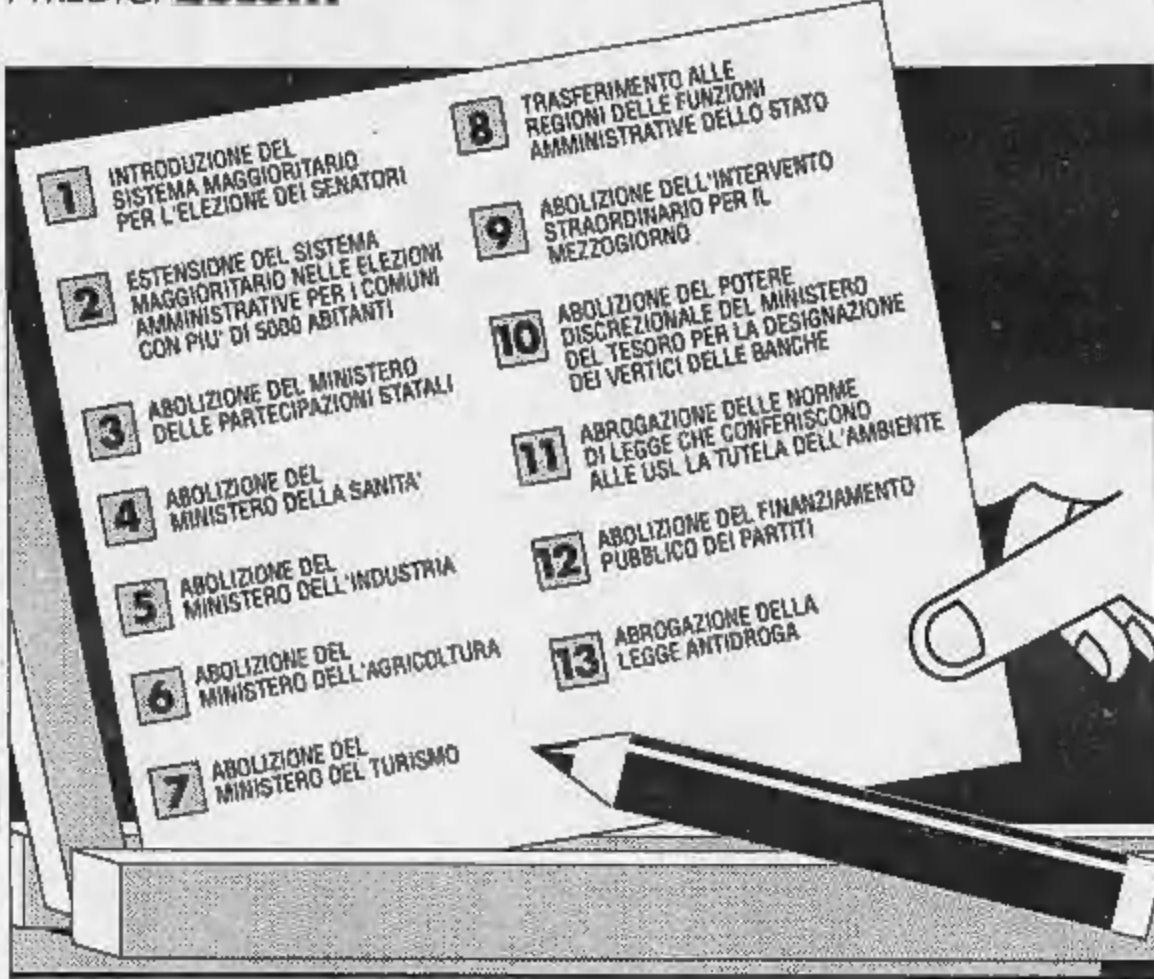 1 INTRODUZIONE DEL
SISTEMA MAGGIORITARIO
PER L'ELEZIONE DEI SENATORI
2 ESTENSIONE DEL SISTEMA
MAGGIORITARIO NELLE ELEZIONI
AMMINISTRATIVE PER I COMUNI
CON PIU' DI 5000 ABITANTI
3 ABOLIZIONE DEL MINISTERO
DELLE PARTECIPAZIONI STATALI
4 ABOLIZIONE DEL
MINISTERO DELLA SANITA'
5 ABOLIZIONE DEL
MINISTERO DELL'INDUSTRIA
6 ABOLIZIONE DEL
MINISTERO DELL'AGRICOLTURA
7 ABOLIZIONE DEL
MINISTERO DEL TURISMO
8 TRASFERIMENTO ALLE
REGIONI DELLE FUNZIONI
AMMINISTRATIVE DELLO STATO
9 ABOLIZIONE DELL'INTERVENTO
STRAORDINARIO PER IL
MEZZOGIORNO
10 ABOLIZIONE DEL POTERE
DISCREZIONALE DEL MINISTERO
DEL TESORO PER LA DESIGNAZIONE
DEI VERTICI DELLE BANCHE
11 ABROGAZIONE DELLE NORME
DI LEGGE CHE CONFERISCONO
ALLE USL LA TUTELA DELL'AMBIENTE
12 ABOLIZIONE DEL FINANZIAMENTO
PUBBLICO DEI PARTITI
13 ABROGAZIONE DELLA
LEGGE ANTIDROGA